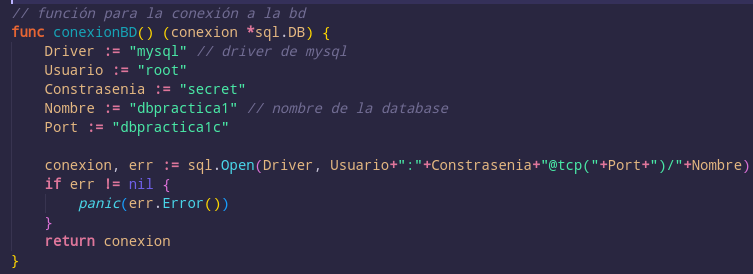 // función para la conexión a la bd
func conexionBD() (conexion *sql.DB) {
    Driver := "mysql" // driver de mysql
    Usuario := "root"
    Constrasenia := "secret"
    Nombre := "dbpractica1" // nombre de la database
    Port := "dbpractica1c"

    conexion, err := sql.Open(Driver, Usuario+":"+Constrasenia+"@tcp("+Port+")/"+Nombre)
    if err != nil {
        panic(err.Error())
    }
    return conexion
}